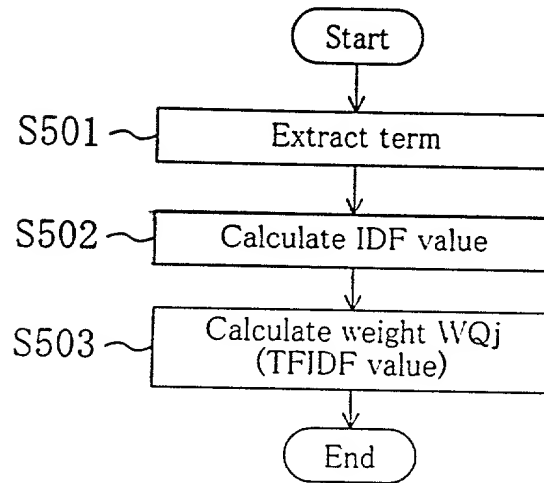 Start
S501
Extract term
S502
Calculate IDF value
S503
Calculate weight WQj
(TFIDF value)
End